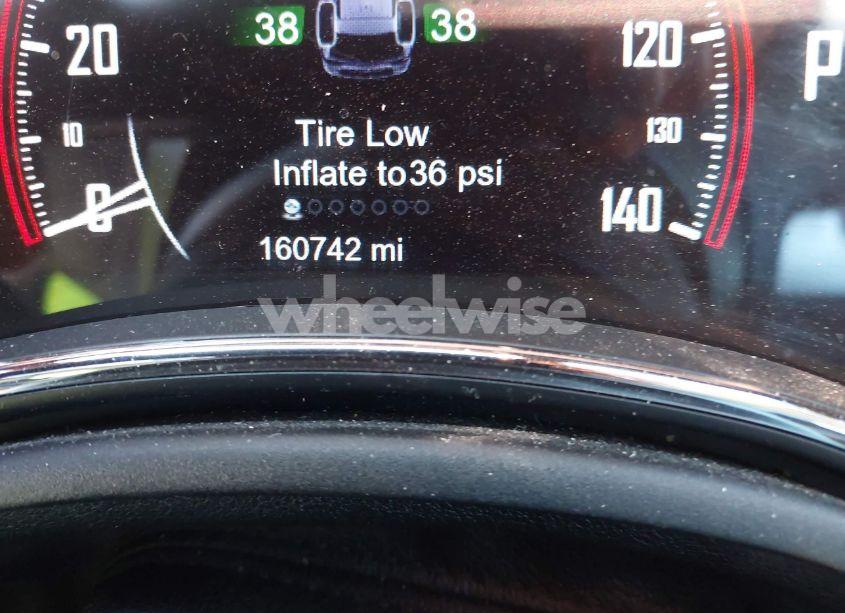 38 38
20 120 P
Tire Low
10 130
Inflate to 36 psi
0 140
160742 mi
wheelwise